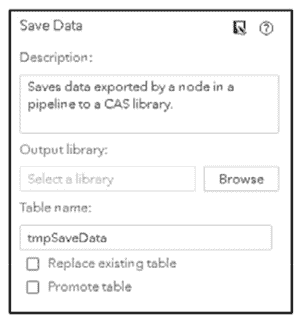 Save Data
Description:
Saves data exported by a node in a
pipeline to a CAS library.
Output library:
Select a library
Browse
Table name:
tmpSaveData
Replace existing table
Promote table